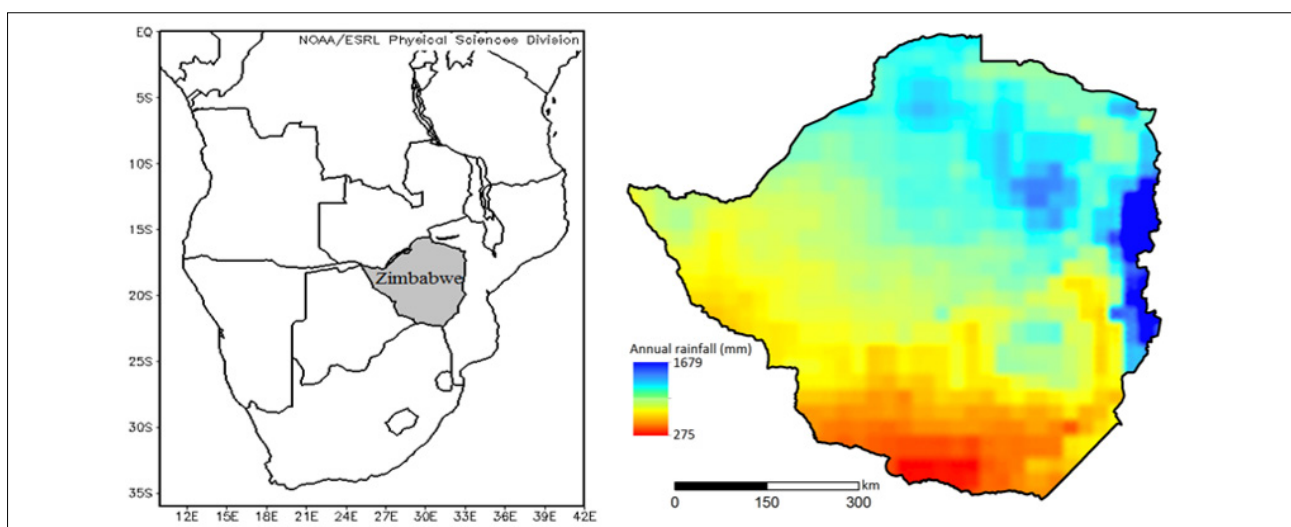 EQ
NOAA/ESRL Physical Sciences Division
5S
10S
15S
Zimbabwe
20S
25S
30S
35S
12E 15E 18E 21E 24E 27E 30E 33E 36E 39E 42E
Annual rainfall (mm)
1679
275
km
0 150 300